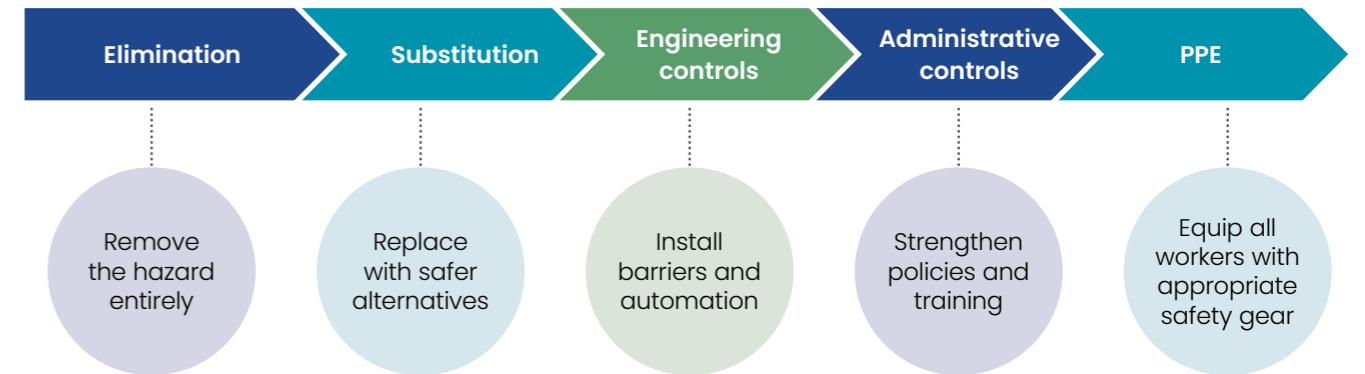 Elimination
Substitution
Engineering
controls
Administrative
controls
PPE
Remove
the hazard
entirely
Replace
with safer
alternatives
Install
barriers and
automation
Strengthen
policies and
training
Equip all
workers with
appropriate
safety gear